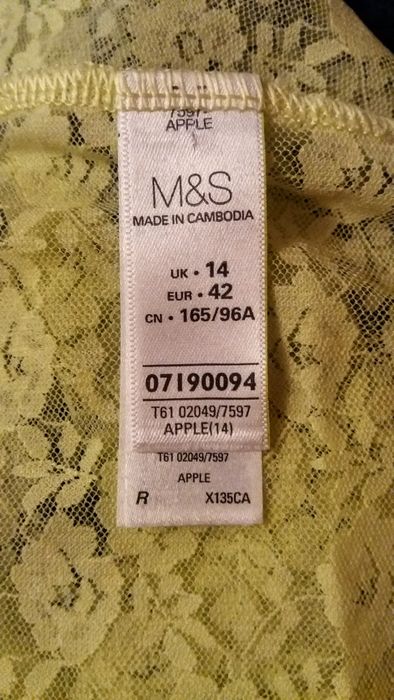 APPLE
M&S
MADE IN CAMBODIA
UK • 14
EUR • 42
CN • 165/96A
07190094
T61 02049/7597
APPLE(14)
T61 02049/7597
APPLE
R X135CA